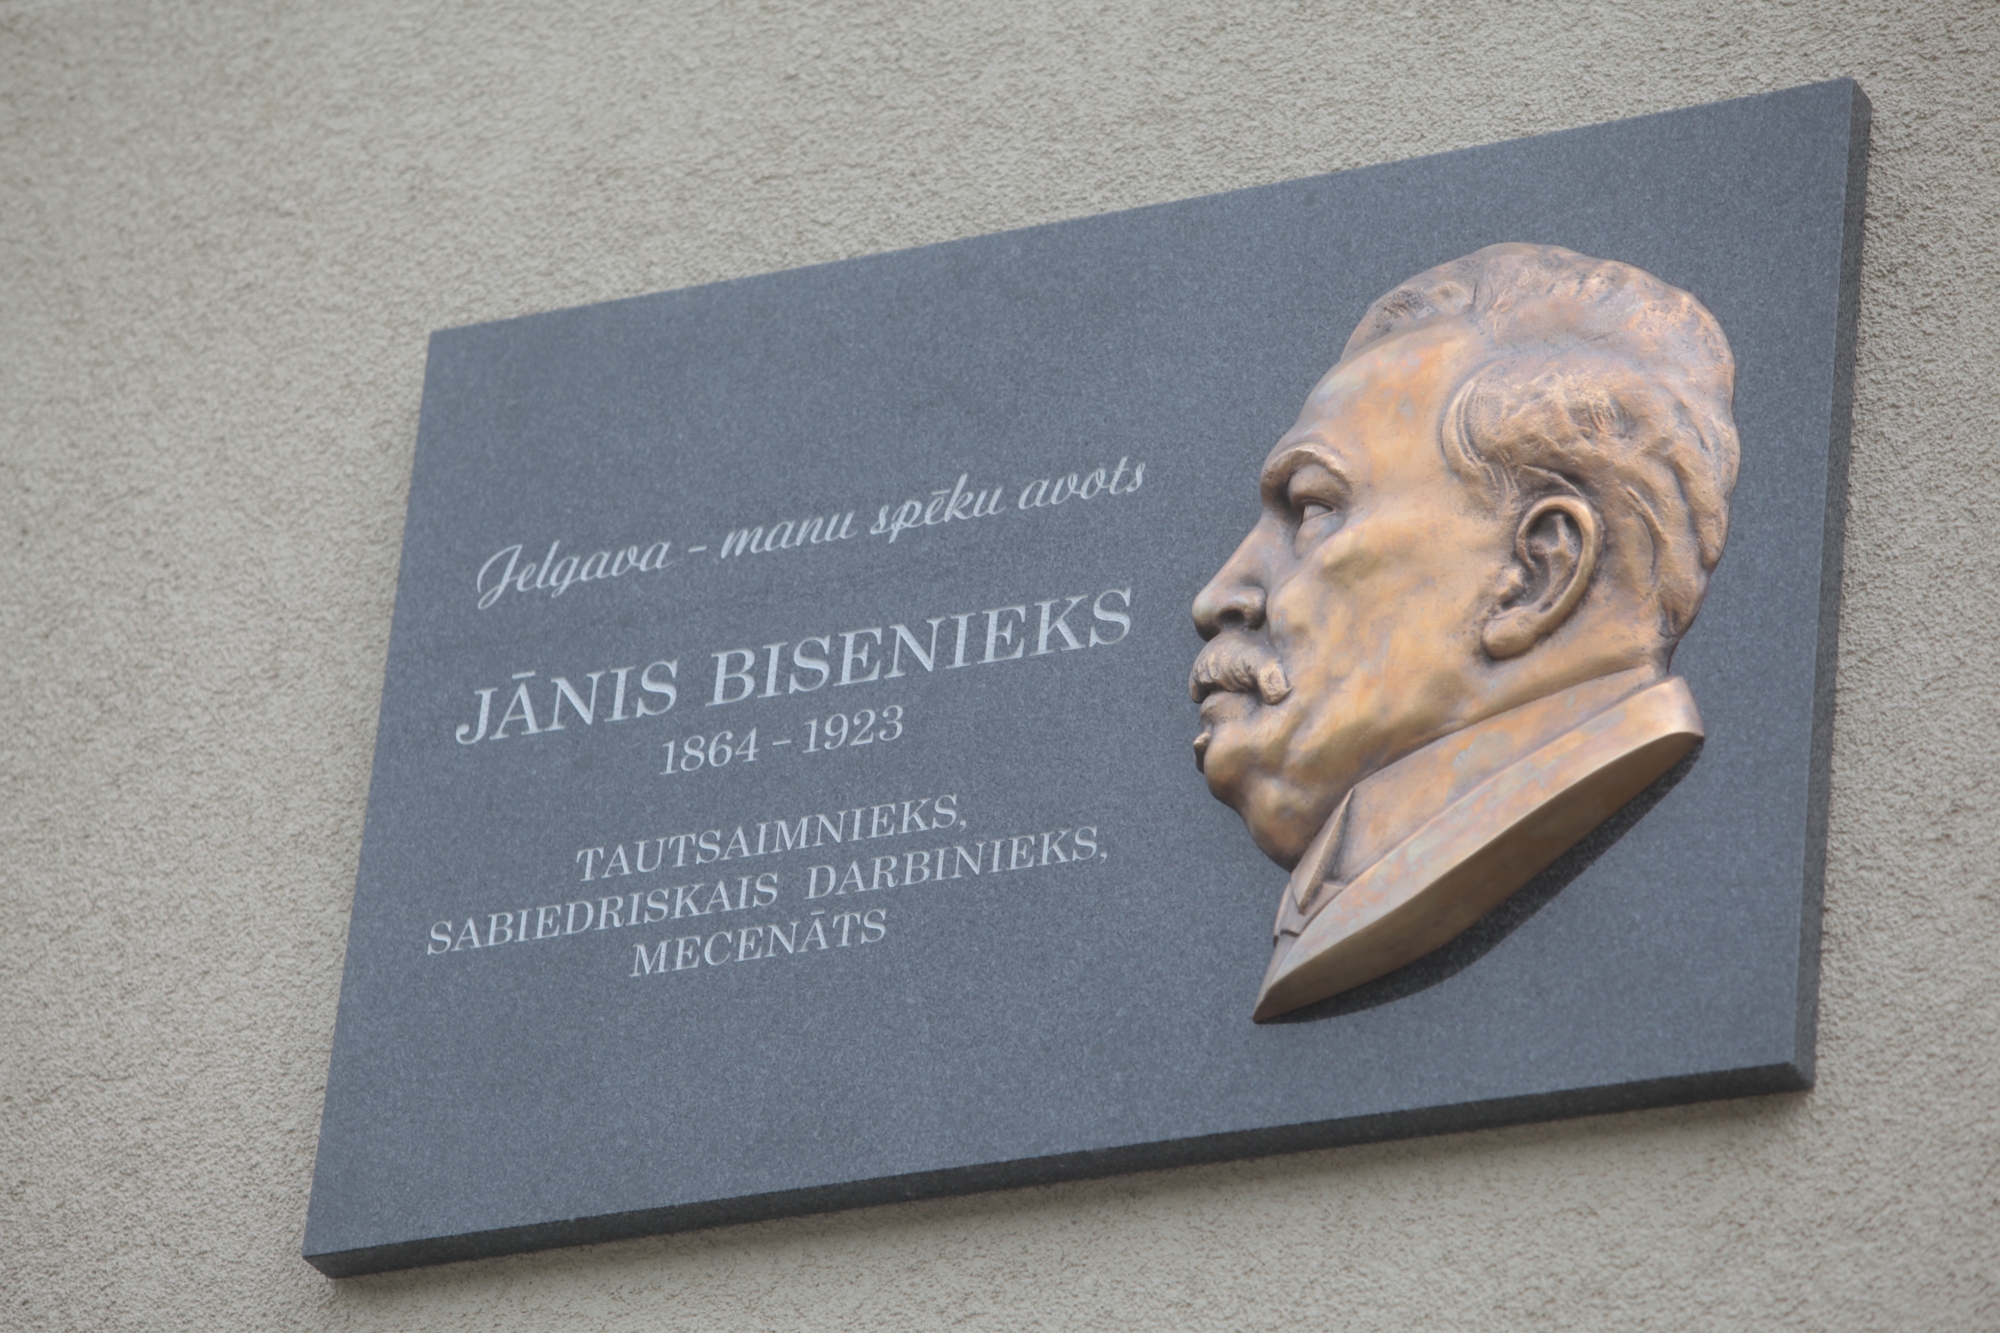 Jelgava - manu spēku avots
JĀNIS BISENIEKS
1864 - 1923
TAUTSAIMNIEKS,
SABIEDRISKAIS DARBINIEKS,
MECENĀTS